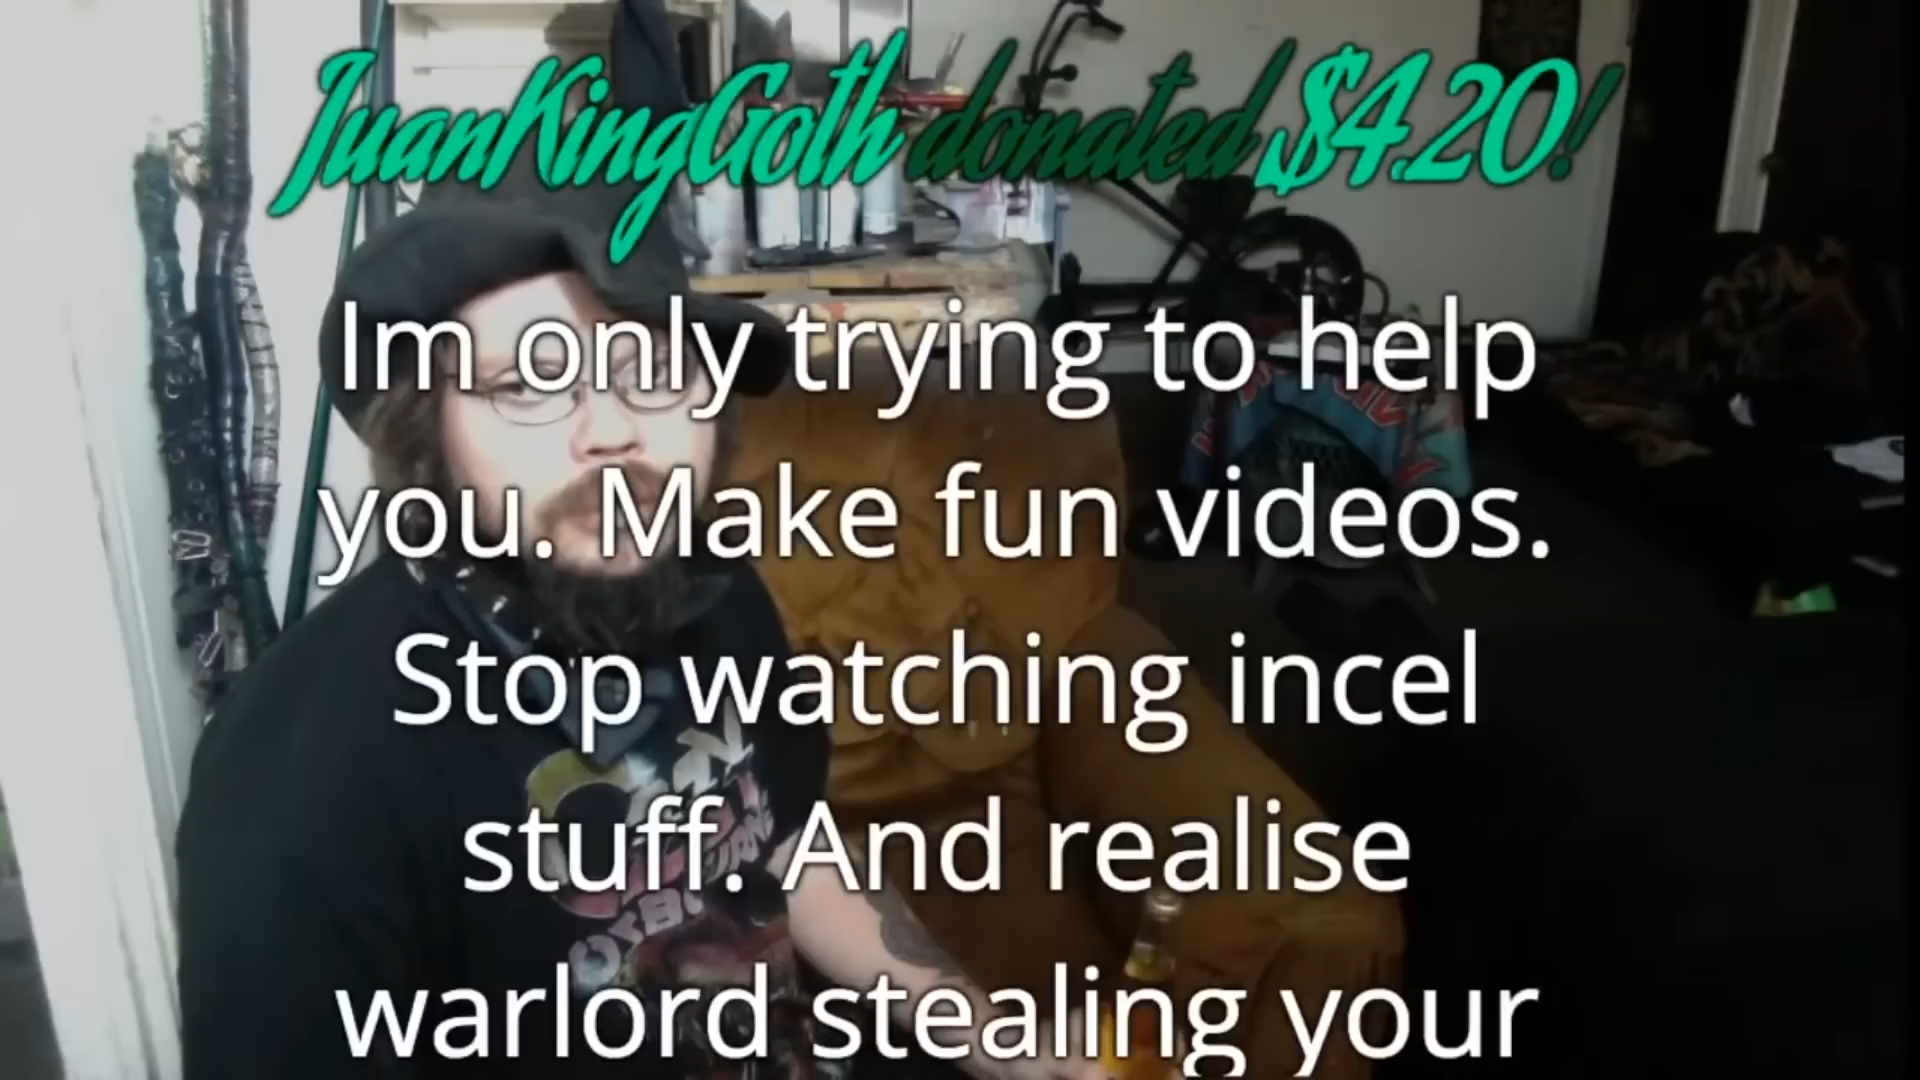 JuanKingGoth donated $4.20!
Im only trying to help
you. Make fun videos.
Stop watching incel
stuff. And realise
warlord stealing your